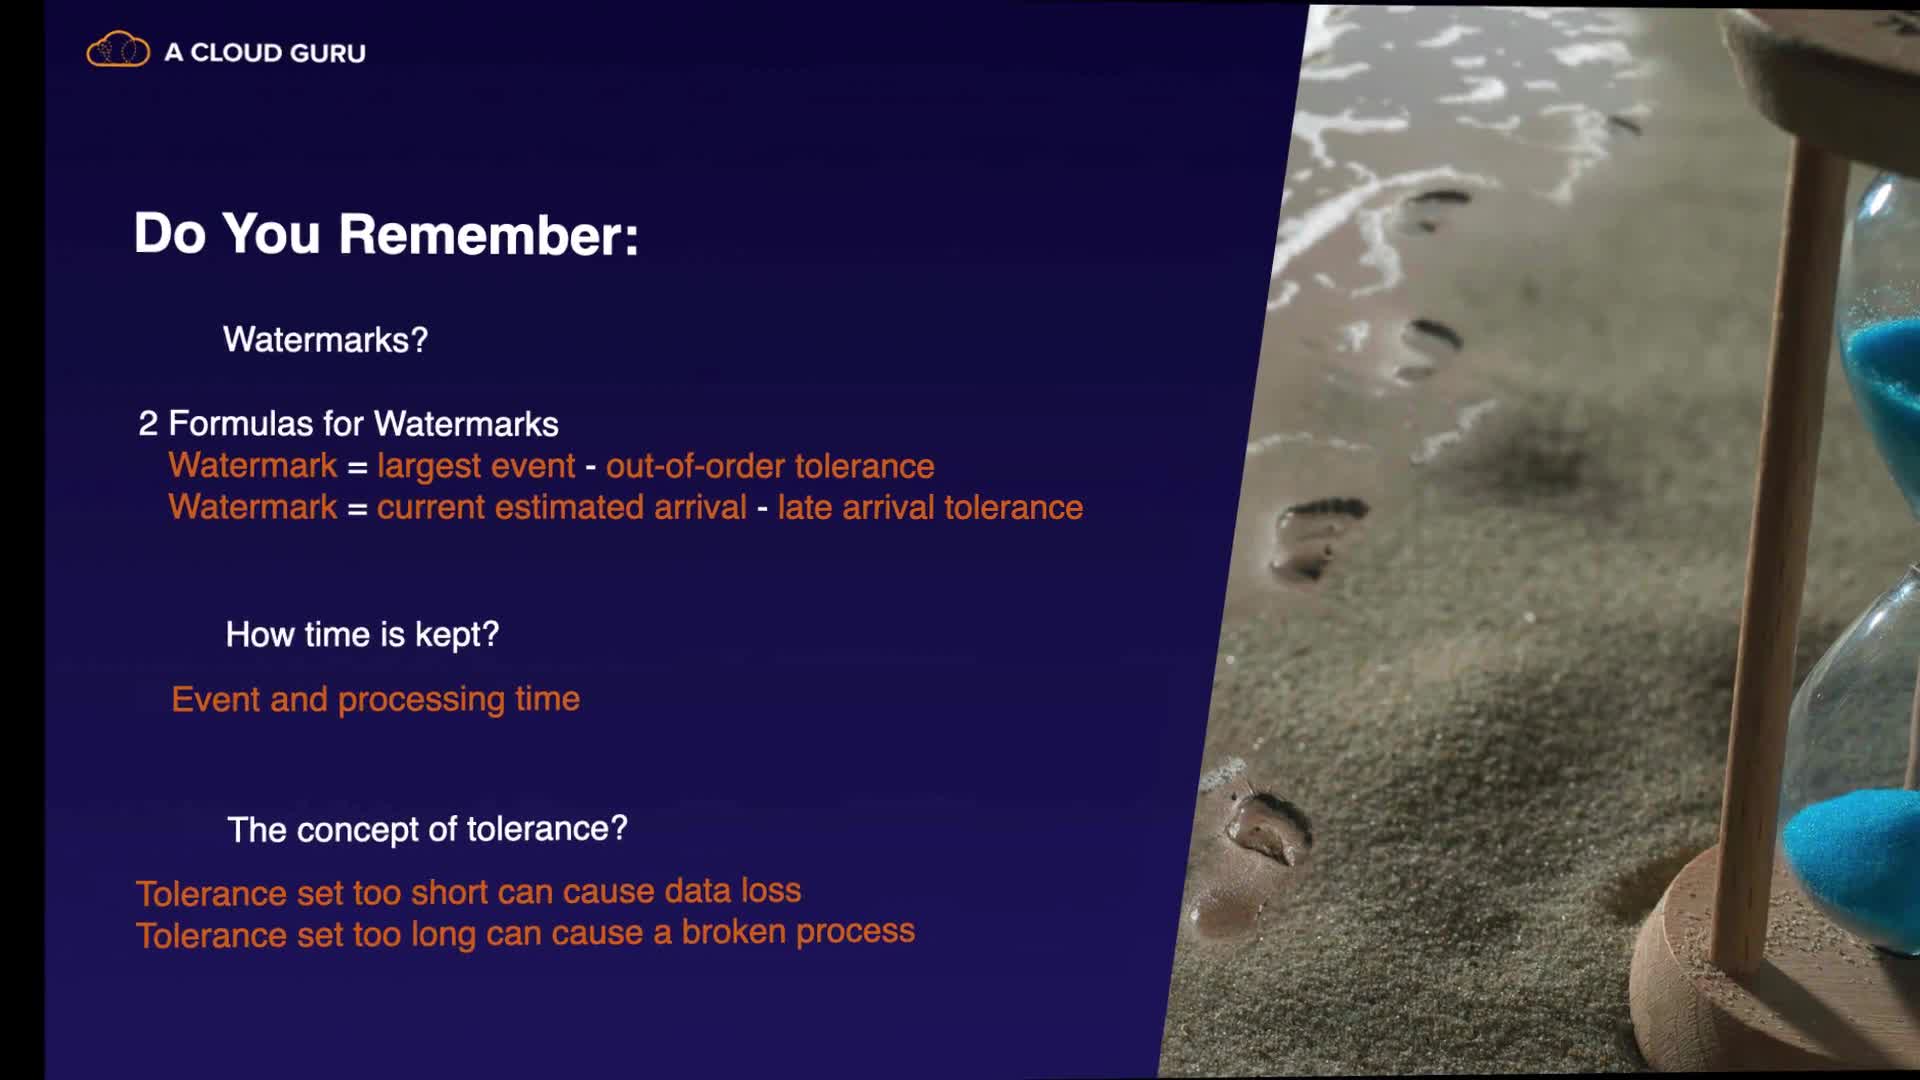 A CLOUD GURU
Do You Remember:
Watermarks?
2 Formulas for Watermarks
Watermark = largest event - out-of-order tolerance
Watermark = current estimated arrival - late arrival tolerance
How time is kept?
Event and processing time
The concept of tolerance?
Tolerance set too short can cause data loss
Tolerance set too long can cause a broken process